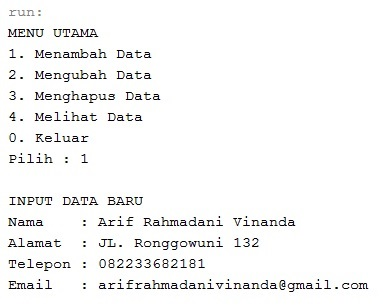 run:
MENU UTAMA
1. Menambah Data
2. Mengubah Data
3. Menghapus Data
4. Melihat Data
0. Keluar
Pilih : 1
INPUT DATA BARU
Nama : Arif Rahmadani Vinanda
Alamat : JL. Ronggowuni 132
Telepon : 082233682181
Email : arifrahmadanivinanda@gmail.com